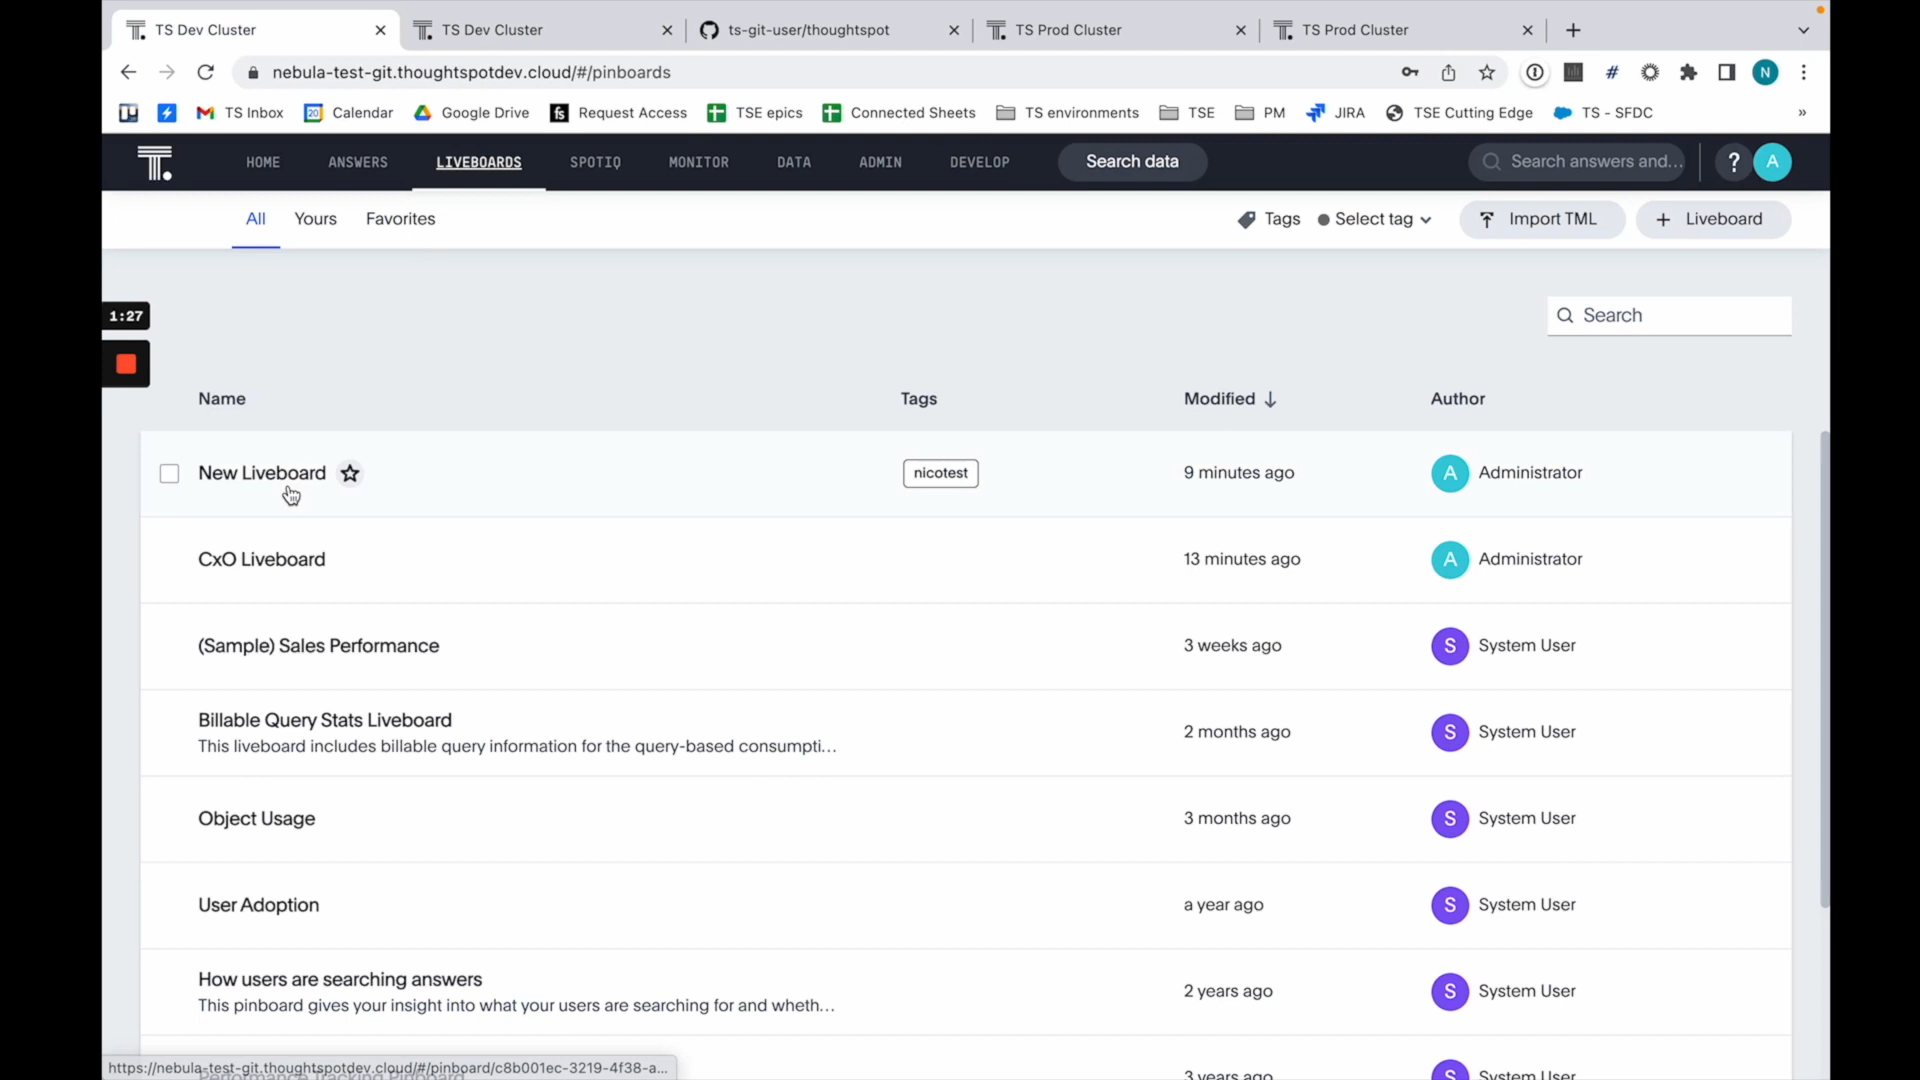 TS Dev Cluster
TS Dev Cluster
ts-git-user/thoughtspot
TS Prod Cluster
TS Prod Cluster
nebula-test-git.thoughtspotdev.cloud/#/pinboards
N
TS Inbox
20
Calendar
Google Drive
fs
Request Access
TSE epics
Connected Sheets
TS environments
TSE
PM
JIRA
TSE Cutting Edge
TS - SFDC
»
HOME
ANSWERS
LIVEBOARDS
SPOTIQ
MONITOR
DATA
ADMIN
DEVELOP
Search data
Search answers and...
?
A
All
Yours
Favorites
Tags
Select tag
Import TML
+ Liveboard
1:27
Search
Name
Tags
Modified
Author
New Liveboard
nicotest
9 minutes ago
A
Administrator
CxO Liveboard
13 minutes ago
A
Administrator
(Sample) Sales Performance
3 weeks ago
S
System User
Billable Query Stats Liveboard
This liveboard includes billable query information for the query-based consumpti...
2 months ago
S
System User
Object Usage
3 months ago
S
System User
User Adoption
a year ago
S
System User
How users are searching answers
This pinboard gives your insight into what your users are searching for and wheth...
2 years ago
S
System User
https://nebula-test-git.thoughtspotdev.cloud/#/pinboard/c8b001ec-3219-4f38-a...
Performance Tracking Pinboard
3 years ago
S
System User